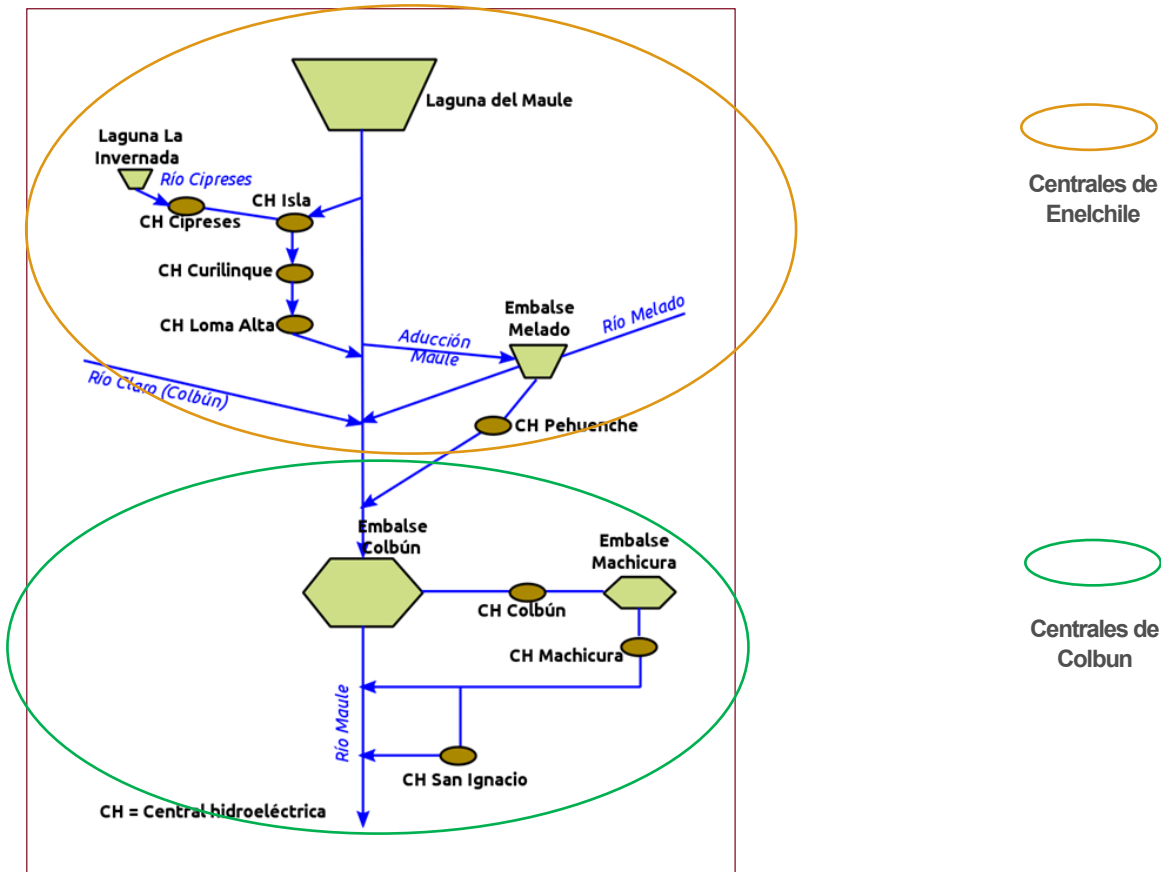 Laguna del Maule
Laguna La
Invernada
Río Cipreses
CH Isla
CH Cipreses
Centrales de
Enelchile
CH Curilinque
CH Loma Alta
Embalse
Melado
Río Melado
Aducción
Maule
Río Claro (Colbún)
CH Pehuenche
Embalse
Colbún
Embalse
Machicura
CH Colbún
CH Machicura
Centrales de
Colbun
Río Maule
CH San Ignacio
CH = Central hidroeléctrica